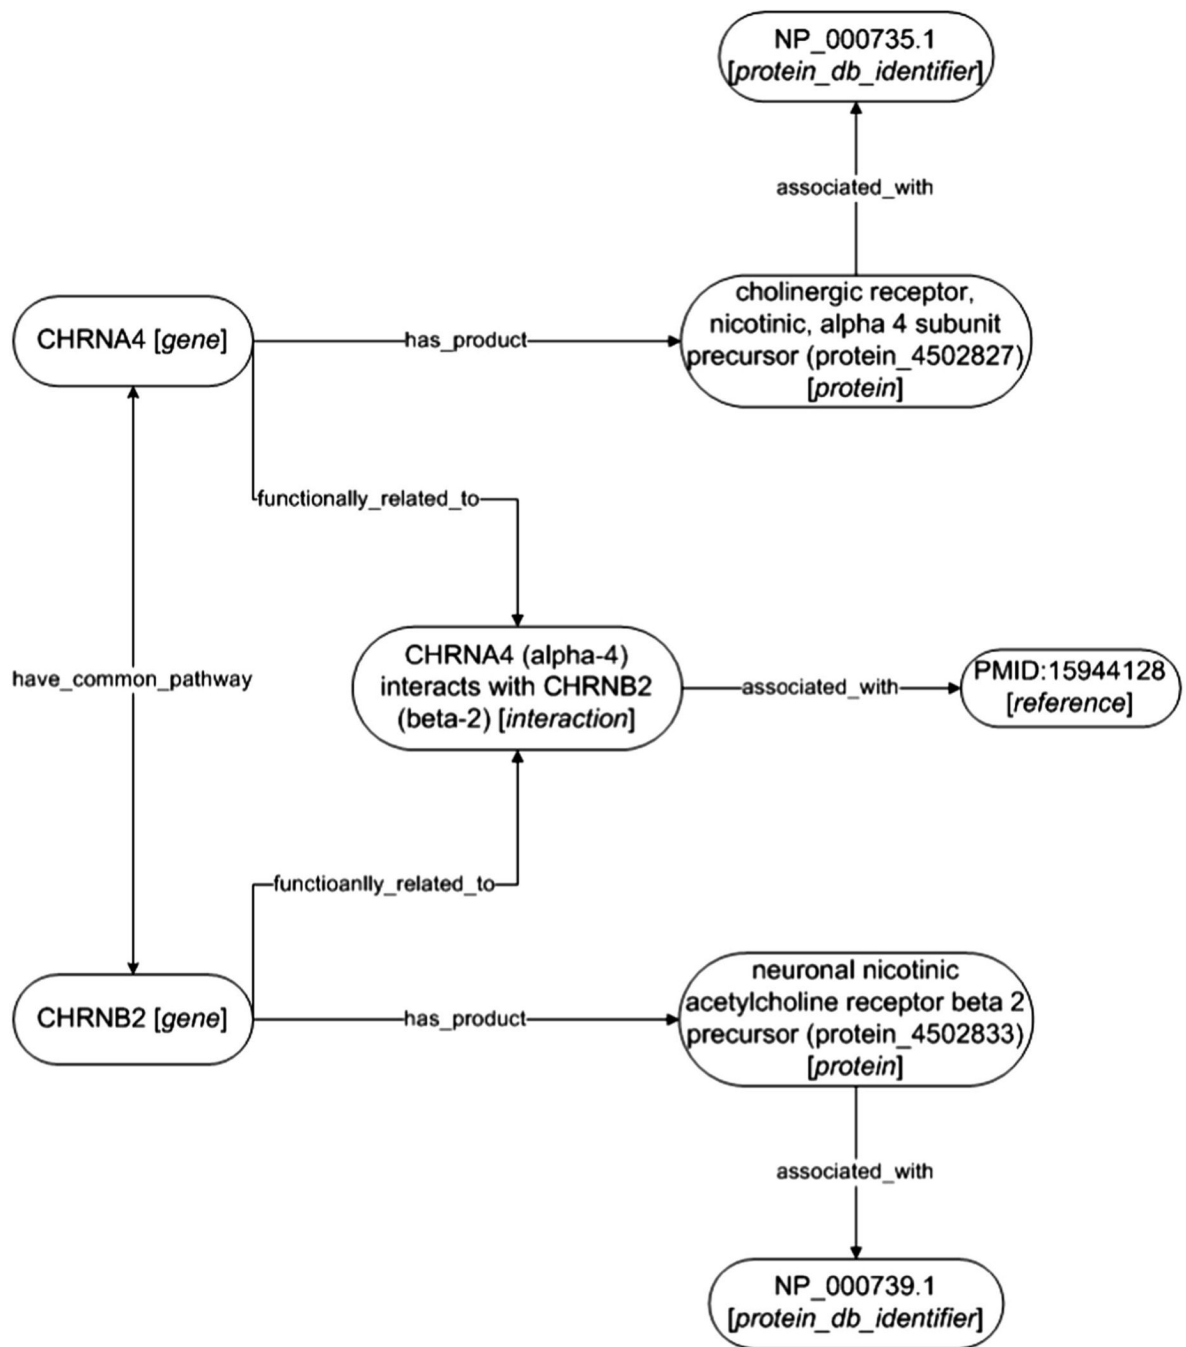 NP_000735.1
[protein_db_identifier]
associated_with
cholinergic receptor,
nicotinic, alpha 4 subunit
precursor (protein_4502827)
[protein]
CHRNA4 [gene]
has_product
functionally_related_to
CHRNA4 (alpha-4)
interacts with CHRNB2
(beta-2) [interaction]
associated_with
PMID:15944128
[reference]
have_common_pathway
functioanlly_related_to
CHRNB2 [gene]
has_product
neuronal nicotinic
acetylcholine receptor beta 2
precursor (protein_4502833)
[protein]
associated_with
NP_000739.1
[protein_db_identifier]